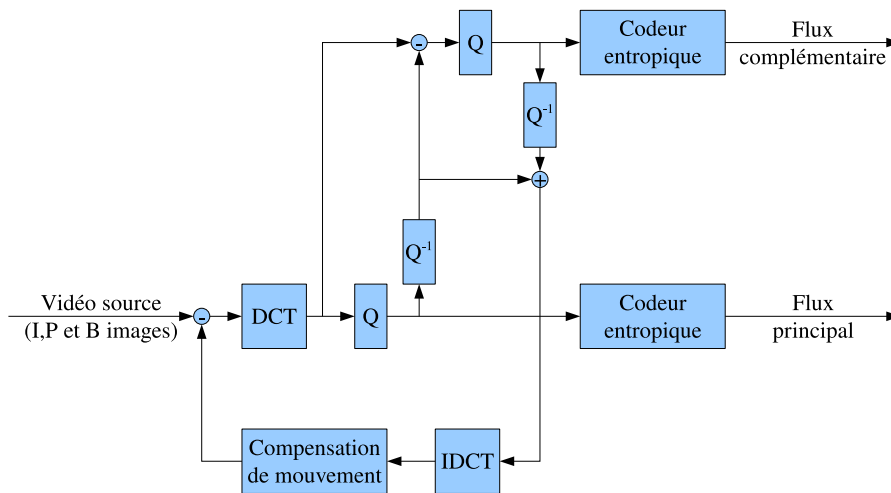 -
Q
Codeur
entropique
Flux
complémentaire
Q-1
+
Q-1
Vidéo source
(I,P et B images)
-
DCT
Q
Codeur
entropique
Flux
principal
Compensation
de mouvement
IDCT